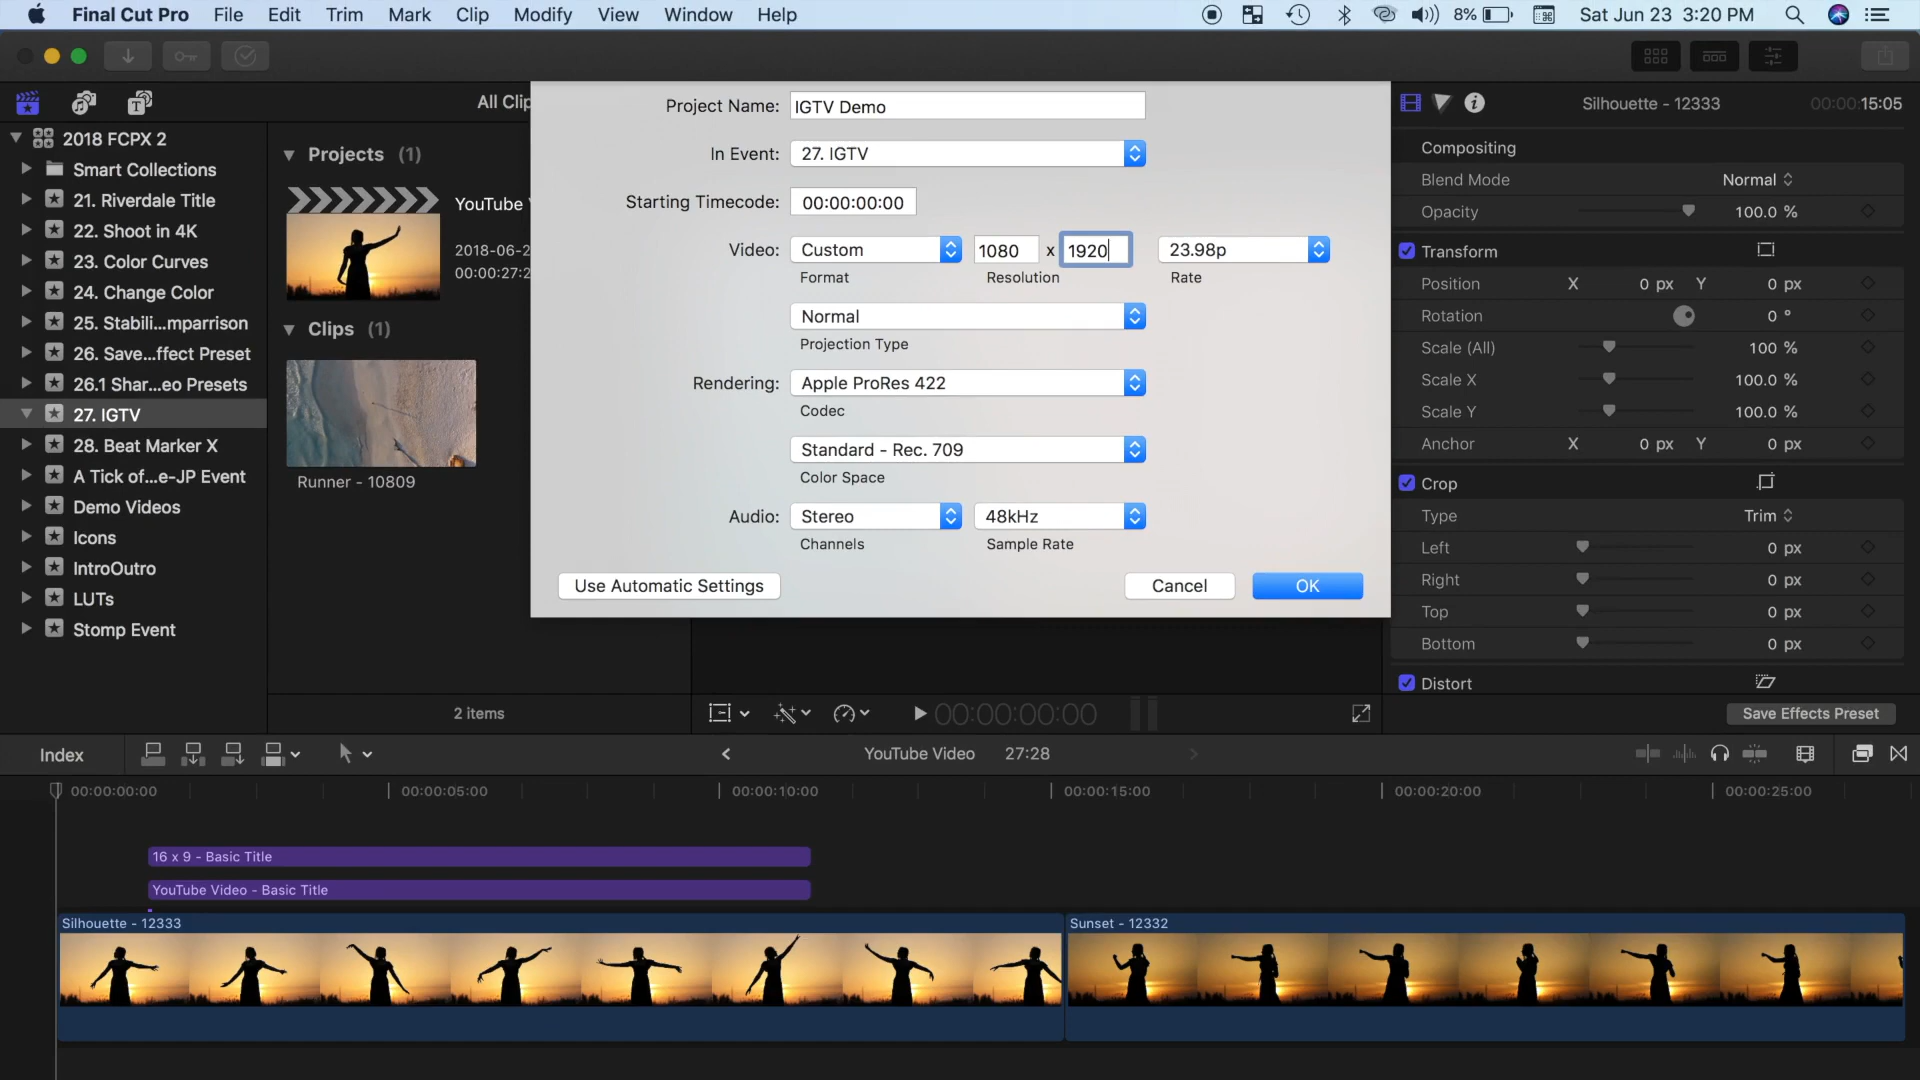 Final Cut Pro File Edit Trim Mark Clip Modify View Window Help 8% Sat Jun 23 3:20 PM
All Clip
2018 FCPX 2
Smart Collections
21. Riverdale Title
22. Shoot in 4K
23. Color Curves
24. Change Color
25. Stabili...mparrison
26. Save...ffect Preset
26.1 Shar...eo Presets
27. IGTV
28. Beat Marker X
A Tick of...e-JP Event
Demo Videos
Icons
IntroOutro
LUTs
Stomp Event
Projects (1)
YouTube
2018-06-2
00:00:27:2
Clips (1)
Runner - 10809
2 items
Project Name: IGTV Demo
In Event: 27. IGTV
Starting Timecode: 00:00:00:00
Video: Custom 1080 x 1920 23.98p
Format Resolution Rate
Normal
Projection Type
Rendering: Apple ProRes 422
Codec
Standard - Rec. 709
Color Space
Audio: Stereo 48kHz
Channels Sample Rate
Use Automatic Settings Cancel OK
00:00:00:00
Silhouette - 12333 00:00:15:05
Compositing
Blend Mode Normal
Opacity 100.0 %
Transform
Position X 0 px Y 0 px
Rotation 0 °
Scale (All) 100 %
Scale X 100.0 %
Scale Y 100.0 %
Anchor X 0 px Y 0 px
Crop
Type Trim
Left 0 px
Right 0 px
Top 0 px
Bottom 0 px
Distort
Save Effects Preset
Index YouTube Video 27:28
00:00:00:00 00:00:05:00 00:00:10:00 00:00:15:00 00:00:20:00 00:00:25:00
16 x 9 - Basic Title
YouTube Video - Basic Title
Silhouette - 12333 Sunset - 12332